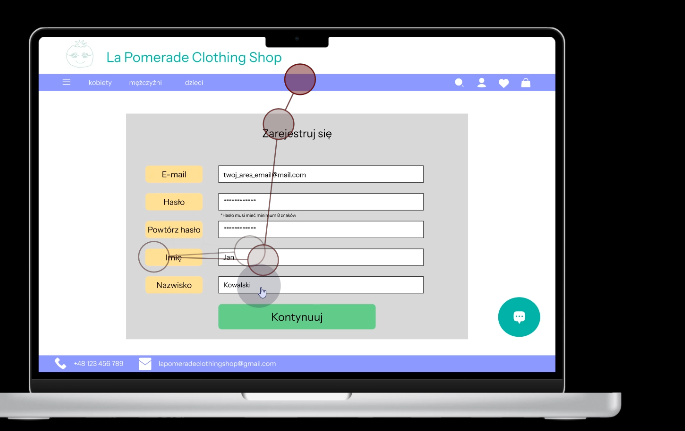 La Pomerade Clothing Shop
kobiety mężczyźni dzieci
Zarejestruj się
E-mail twoj_ares_email@mail.com
Hasło ************
* Hasło musi mieć minimum 8 znaków
Powtórz hasło ************
Imię Jan
Nazwisko Kowalski
Kontynuuj
+48 123 456 789 lapomeradeclothingshop@gmail.com